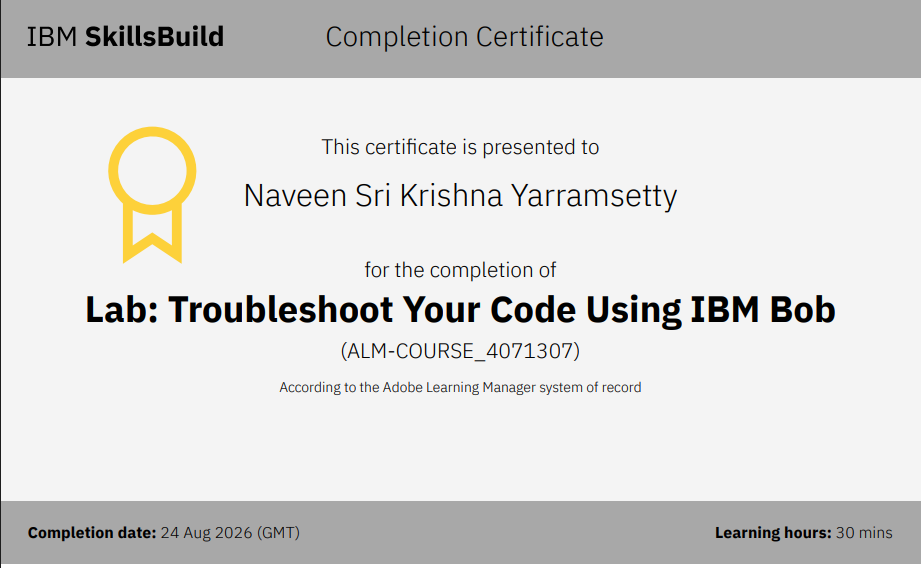 IBM SkillsBuild
Completion Certificate
This certificate is presented to
Naveen Sri Krishna Yarramsetty
for the completion of
Lab: Troubleshoot Your Code Using IBM Bob
(ALM-COURSE_4071307)
According to the Adobe Learning Manager system of record
Completion date: 24 Aug 2026 (GMT)
Learning hours: 30 mins